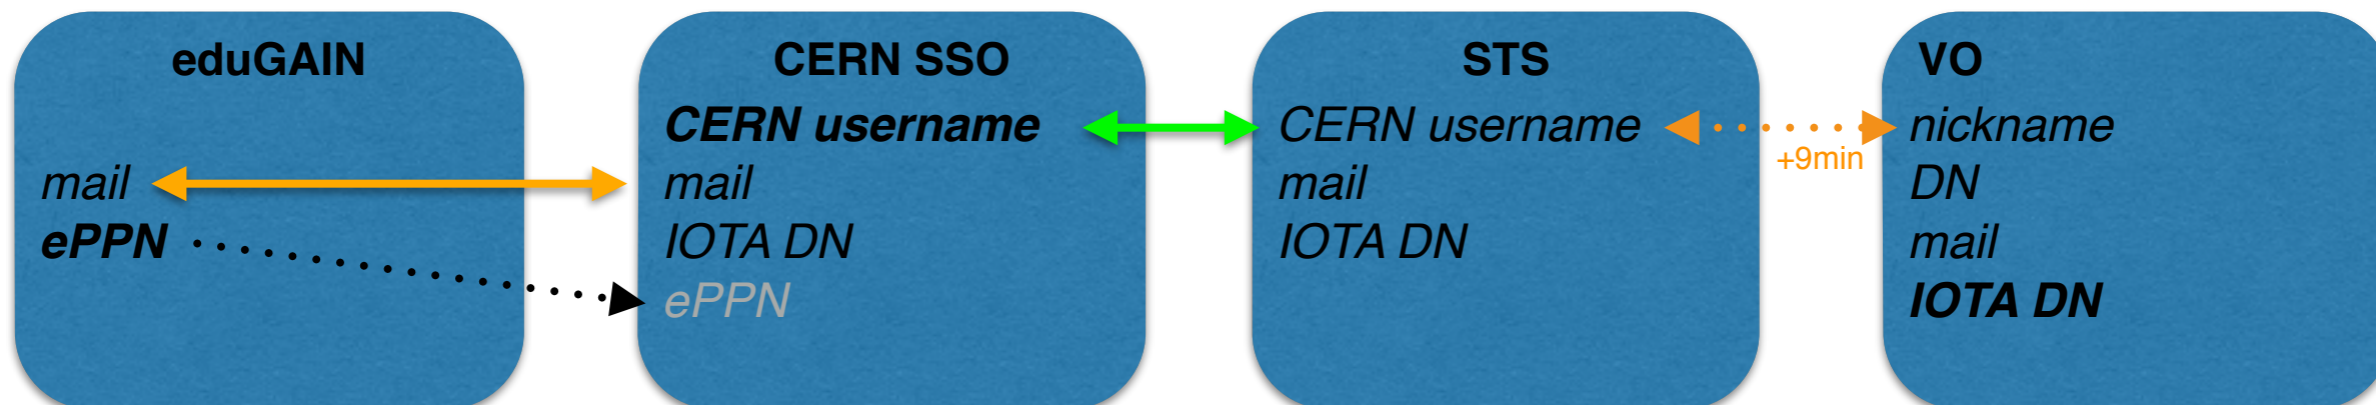 eduGAIN
mail
ePPN
CERN SSO
CERN username
mail
IOTA DN
ePPN
STS
CERN username
mail
IOTA DN
+9min
VO
nickname
DN
mail
IOTA DN